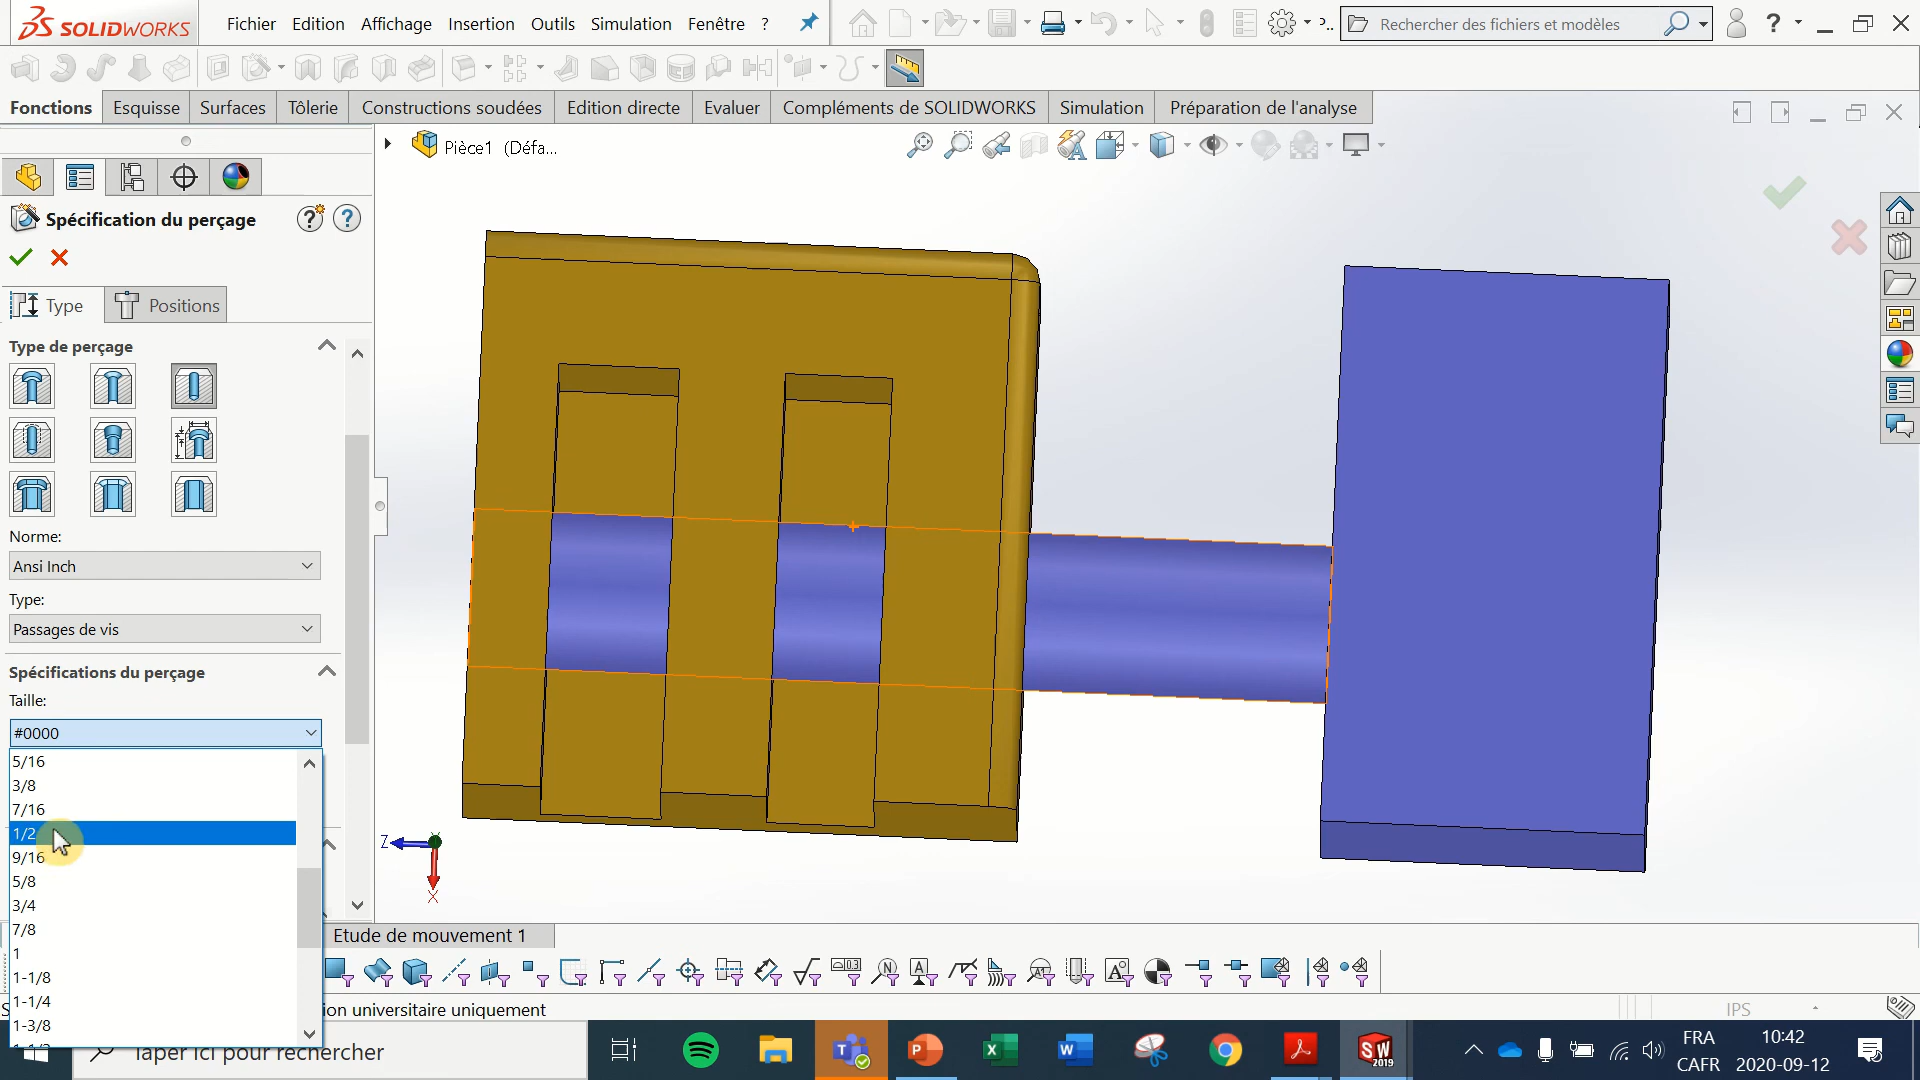 SOLIDWORKS
Fichier Edition Affichage Insertion Outils Simulation Fenêtre ?
Rechercher des fichiers et modèles
Fonctions Esquisse Surfaces Tôlerie Constructions soudées Edition directe Evaluer Compléments de SOLIDWORKS Simulation Préparation de l'analyse
Pièce1 (Défa...
Spécification du perçage
Type Positions
Type de perçage
Norme:
Ansi Inch
Type:
Passages de vis
Spécifications du perçage
Taille:
#0000
5/16
3/8
7/16
1/2
9/16
5/8
3/4
7/8
1
1-1/8
1-1/4
1-3/8
Z
X
Etude de mouvement 1
ion universitaire uniquement
IPS
Taper ici pour rechercher
FRA
CAFR
10:42
2020-09-12